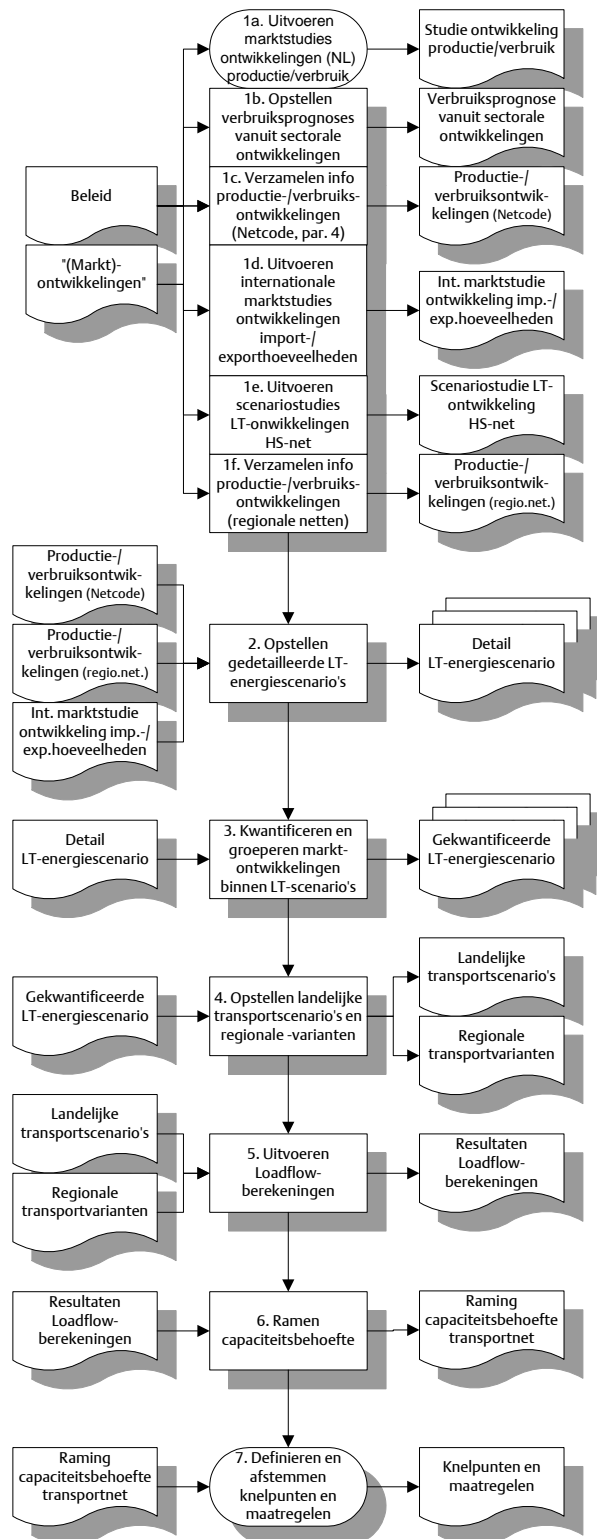 1a. Uitvoeren
marktstudies
ontwikkelingen (NL)
productie/verbruik
Studie ontwikkeling
productie/verbruik
1b. Opstellen
verbruiksprognoses
vanuit sectorale
ontwikkelingen
Verbruiksprognose
vanuit sectorale
ontwikkelingen
Beleid
1c. Verzamelen info
productie-/verbruiks-
ontwikkelingen
(Netcode, par. 4)
Productie-/
verbruiksontwik-
kelingen (Netcode)
"(Markt)-
ontwikkelingen"
1d. Uitvoeren
internationale
marktstudies
ontwikkelingen
import-/
exporthoeveelheden
Int. marktstudie
ontwikkeling imp.-/
exp.hoeveelheden
1e. Uitvoeren
scenariostudies
LT-onwikkelingen
HS-net
Scenariostudie LT-
ontwikkeling
HS-net
1f. Verzamelen info
productie-/verbruiks-
ontwikkelingen
(regionale netten)
Productie-/
verbruiksontwik-
kelingen (regio.net.)
Productie-/
verbruiksontwik-
kelingen (Netcode)
Productie-/
verbruiksontwik-
kelingen (regio.net.)
Int. marktstudie
ontwikkeling imp.-/
exp.hoeveelheden
2. Opstellen
gedetailleerde LT-
energiescenario's
Detail
LT-energiescenario
Detail
LT-energiescenario
3. Kwantificeren en
groeperen markt-
ontwikkelingen
binnen LT-scenario's
Gekwantificeerde
LT-energiescenario
Gekwantificeerde
LT-energiescenario
4. Opstellen landelijke
transportscenario's en
regionale -varianten
Landelijke
transportscenario's
Regionale
transportvarianten
Landelijke
transportscenario's
Regionale
transportvarianten
5. Uitvoeren
Loadflow-
berekeningen
Resultaten
Loadflow-
berekeningen
Resultaten
Loadflow-
berekeningen
6. Ramen
capaciteitsbehoefte
Raming
capaciteitsbehoefte
transportnet
Raming
capaciteitsbehoefte
transportnet
7. Definieren en
afstemmen
knelpunten en
maatregelen
Knelpunten en
maatregelen